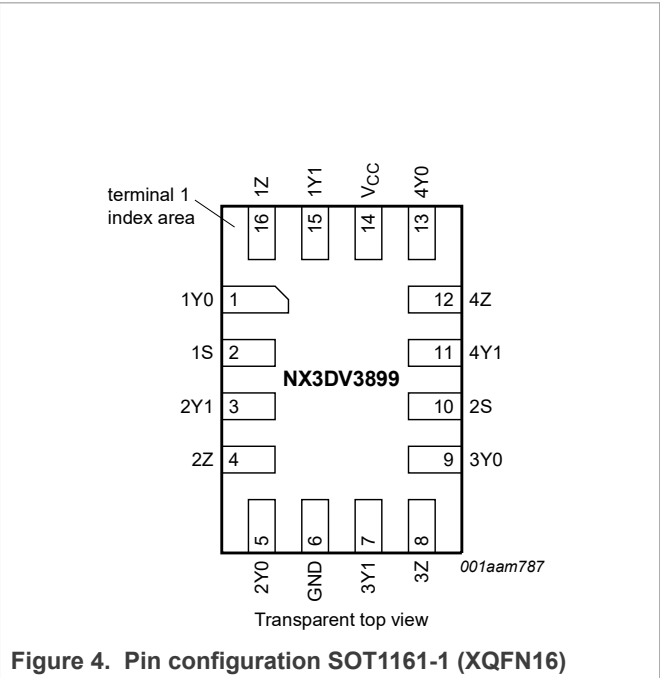 1Z
1Y1
VCC
4Y0
terminal 1
index area
16
15
14
13
1Y0 1
12 4Z
1S 2
11 4Y1
NX3DV3899
2Y1 3
10 2S
2Z 4
9 3Y0
5
6
7
8
2Y0
GND
3Y1
3Z
001aam787
Transparent top view
Figure 4. Pin configuration SOT1161-1 (XQFN16)